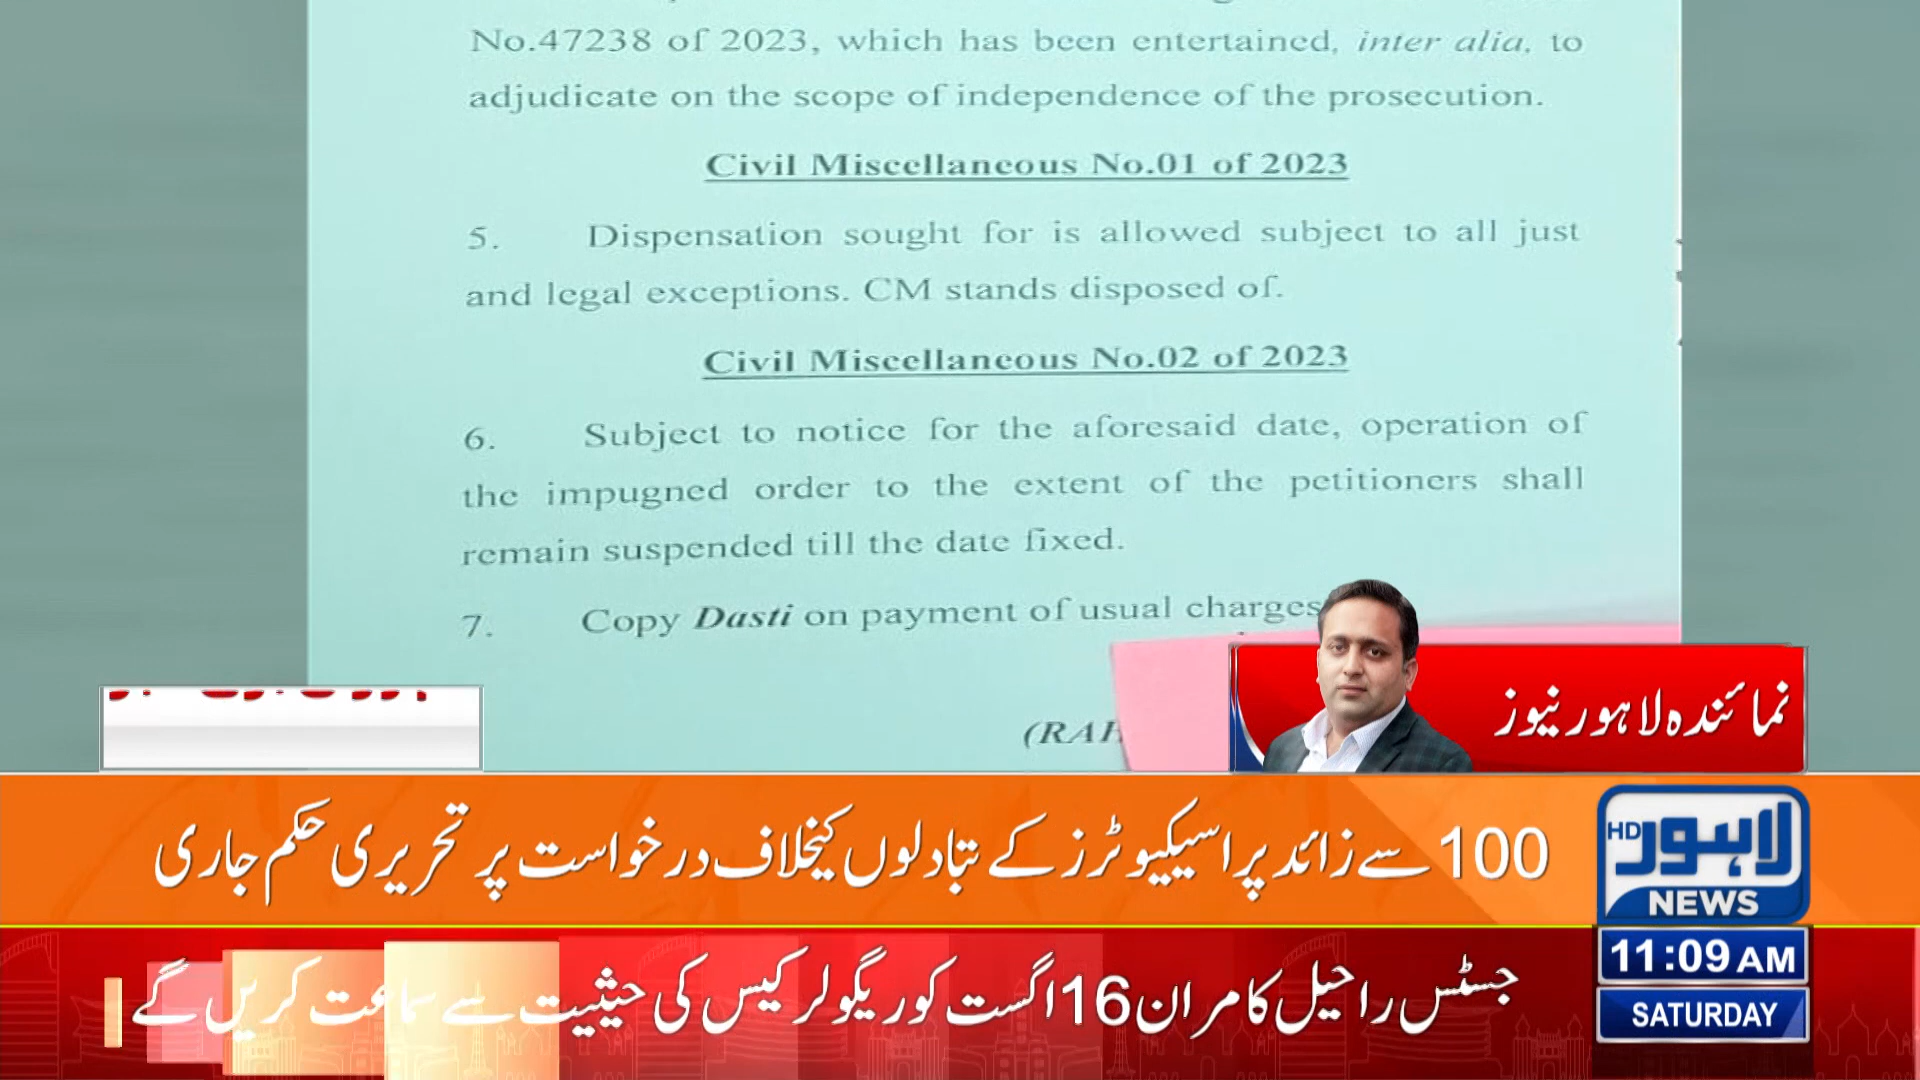 No.47238 of 2023, which has been entertained, inter alia, to
adjudicate on the scope of independence of the prosecution.
Civil Miscellaneous No.01 of 2023
5. Dispensation sought for is allowed subject to all just
and legal exceptions. CM stands disposed of.
Civil Miscellaneous No.02 of 2023
6. Subject to notice for the aforesaid date, operation of
the impugned order to the extent of the petitioners shall
remain suspended till the date fixed.
7. Copy Dasti on payment of usual charges
(RAH
نمائندہ لاہور نیوز
100 سے زائد پراسیکیوٹرز کے تبادلوں کیخلاف درخواست پر تحریری حکم جاری
لاہور HD
NEWS
جسٹس راحیل کامران 16 اگست کو ریگولر کیس کی حیثیت سے سماعت کریں گے
11:09 AM
SATURDAY